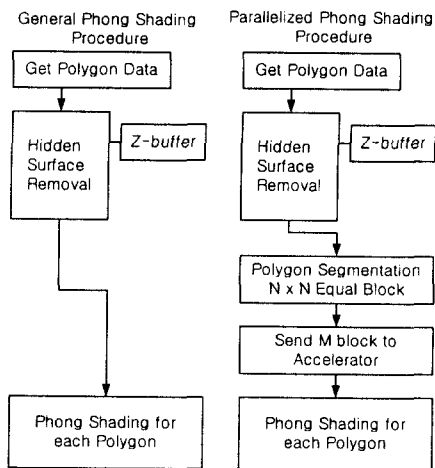 General Phong Shading
Procedure
Get Polygon Data
Hidden
Surface
Removal
Z-buffer
Phong Shading for
each Polygon
Parallelized Phong Shading
Procedure
Get Polygon Data
Hidden
Surface
Removal
Z-buffer
Polygon Segmentation
N x N Equal Block
Send M block to
Accelerator
Phong Shading for
each Polygon